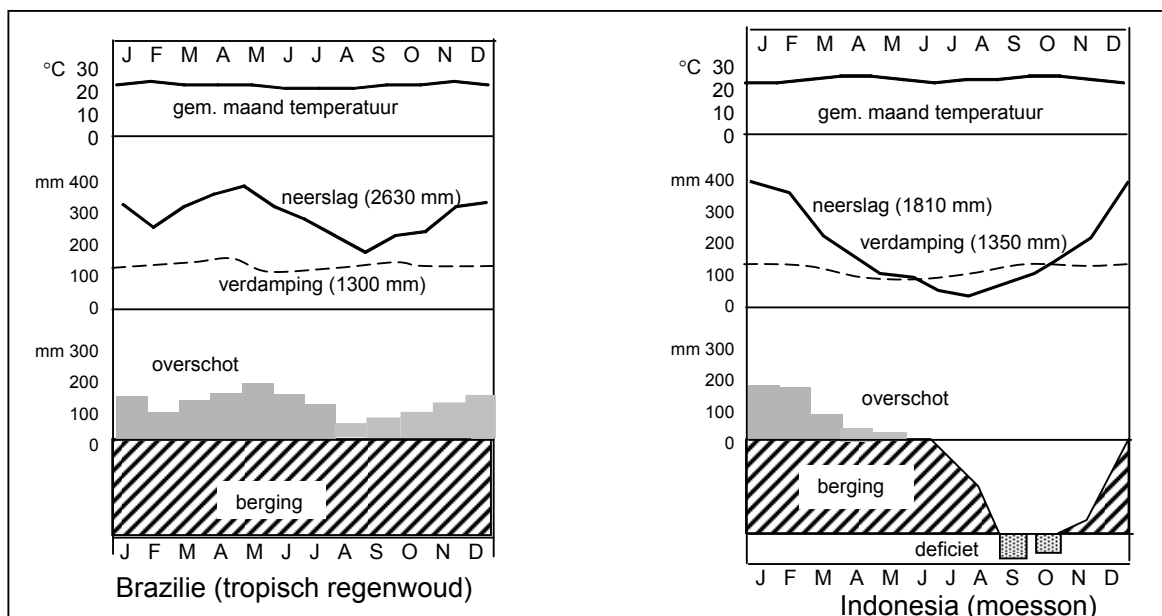 J F M A M J J A S O N D
°C 30
20
10
0
gem. maand temperatuur
mm 400
300
200
100
0
neerslag (2630 mm)
verdamping (1300 mm)
mm 300
200
100
0
overschot
berging
J F M A M J J A S O N D
Brazilie (tropisch regenwoud)
J F M A M J J A S O N D
°C 30
20
10
0
gem. maand temperatuur
mm 400
300
200
100
0
neerslag (1810 mm)
verdamping (1350 mm)
mm 300
200
100
0
overschot
berging
deficiet
J F M A M J J A S O N D
Indonesia (moesson)